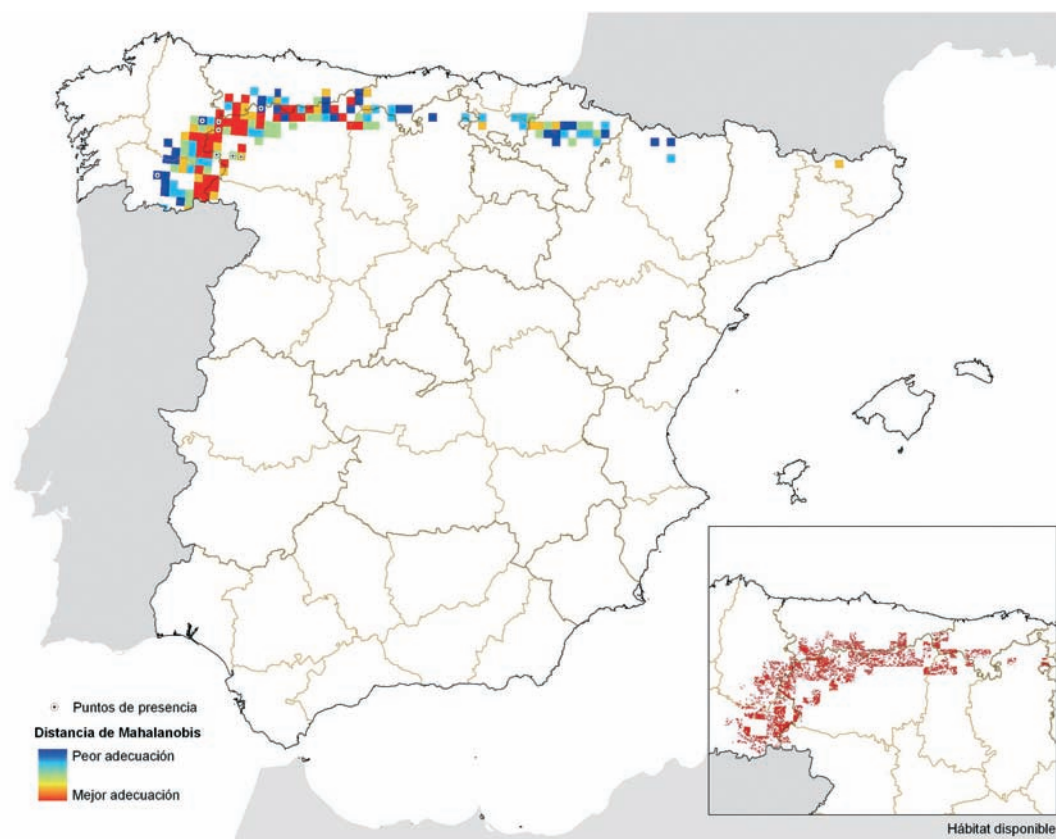 Puntos de presencia
Distancia de Mahalanobis
Peor adecuación
Mejor adecuación
Hábitat disponible